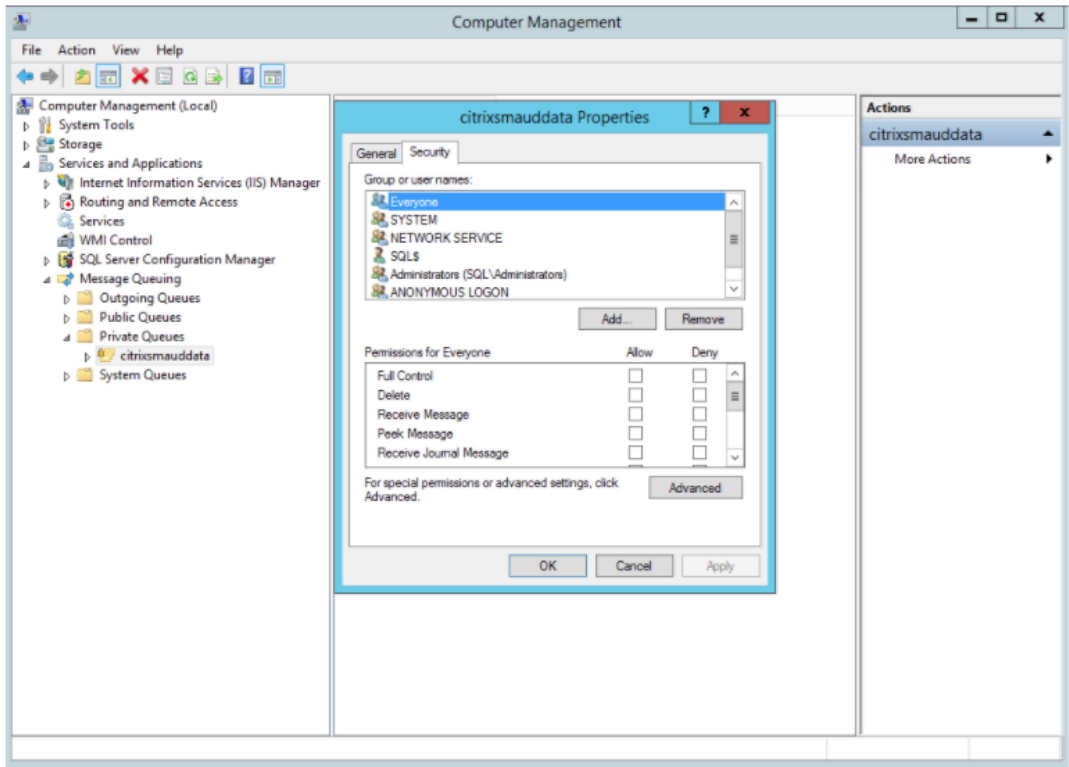 Computer Management
File Action View Help
Computer Management (Local)
System Tools
Storage
Services and Applications
Internet Information Services (IIS) Manager
Routing and Remote Access
Services
WMI Control
SQL Server Configuration Manager
Message Queuing
Outgoing Queues
Public Queues
Private Queues
citrixsmauddata
System Queues
citrixsmauddata Properties
? x
General Security
Group or user names:
Everyone
SYSTEM
NETWORK SERVICE
SQL$
Administrators (SQL\Administrators)
ANONYMOUS LOGON
Add... Remove
Permissions for Everyone Allow Deny
Full Control
Delete
Receive Message
Peek Message
Receive Journal Message
For special permissions or advanced settings, click
Advanced.
Advanced
OK Cancel Apply
Actions
citrixsmauddata
More Actions